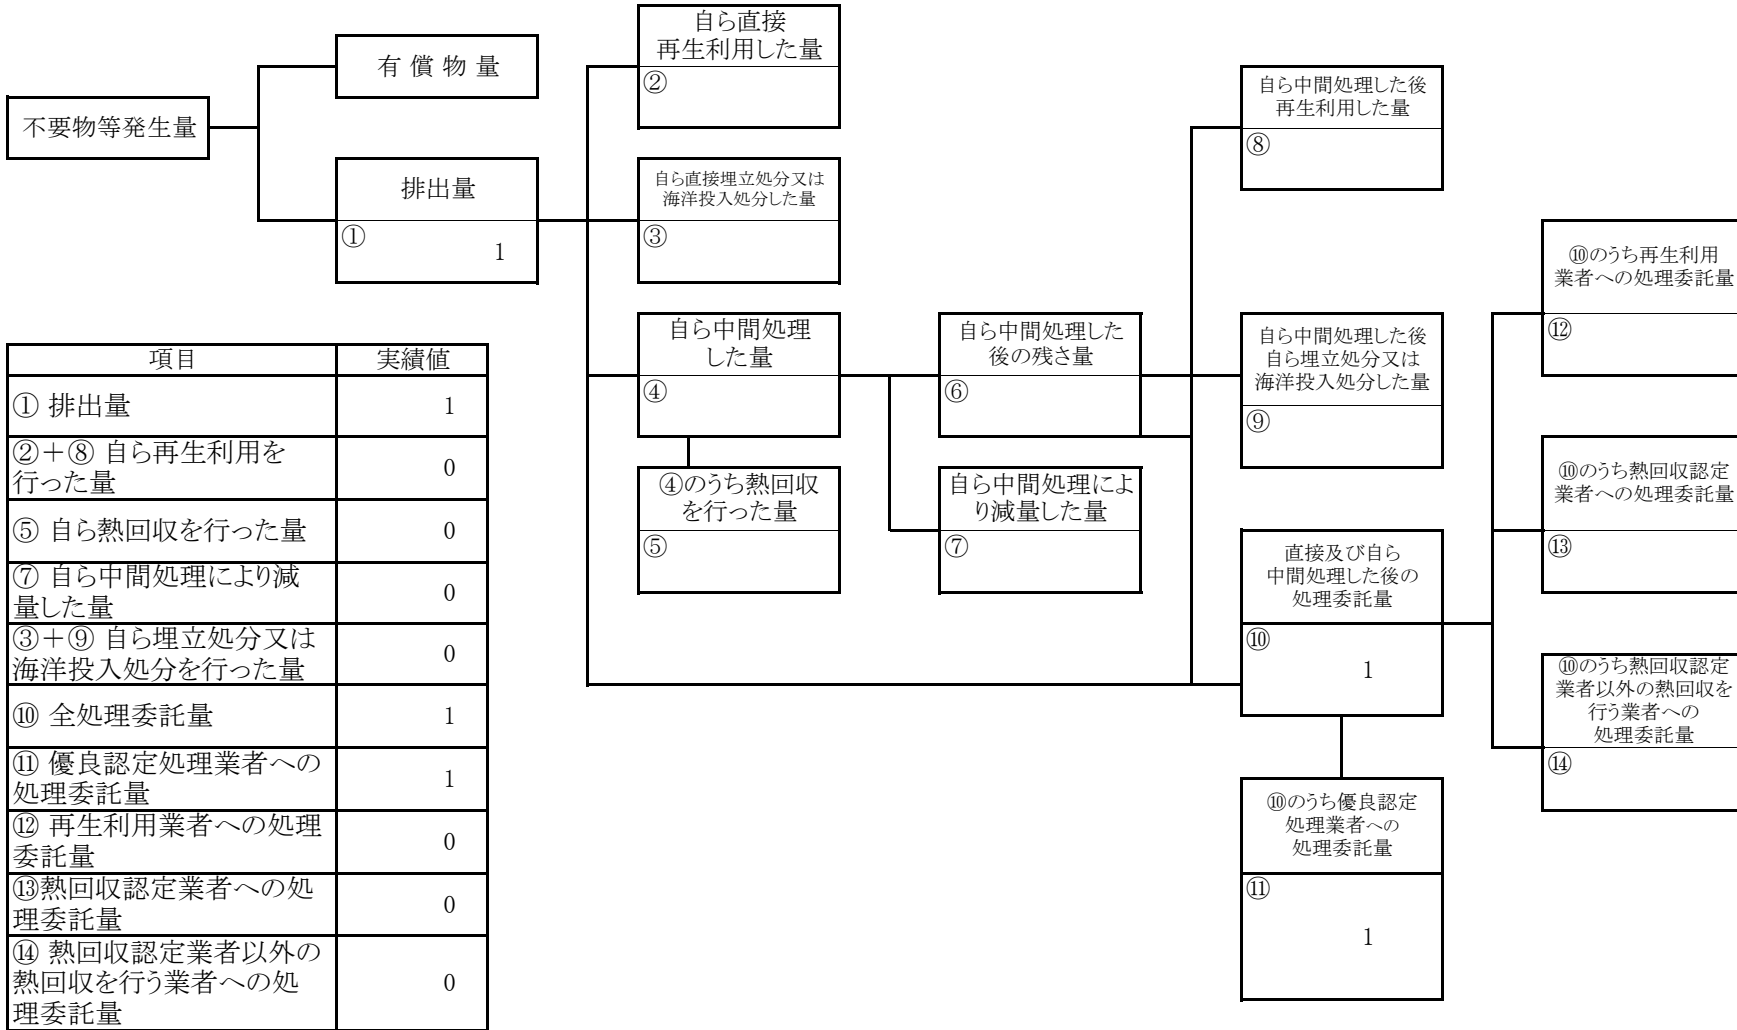 不要物等発生量
有 償 物 量
排出量
①
1
自ら直接
再生利用した量
②
自ら直接埋立処分又は
海洋投入処分した量
③
自ら中間処理
した量
④
④のうち熱回収
を行った量
⑤
自ら中間処理した
後の残さ量
⑥
自ら中間処理によ
り減量した量
⑦
自ら中間処理した後
再生利用した量
⑧
自ら中間処理した後
自ら埋立処分又は
海洋投入処分した量
⑨
直接及び自ら
中間処理した後の
処理委託量
⑩
1
⑩のうち優良認定
処理業者への
処理委託量
⑪
1
⑩のうち再生利用
業者への処理委託量
⑫
⑩のうち熱回収認定
業者への処理委託量
⑬
⑩のうち熱回収認定
業者以外の熱回収を
行う業者への
処理委託量
⑭
項目 実績値
① 排出量 1
②＋⑧ 自ら再生利用を
行った量 0
⑤ 自ら熱回収を行った量 0
⑦ 自ら中間処理により減
量した量 0
③＋⑨ 自ら埋立処分又は
海洋投入処分を行った量 0
⑩ 全処理委託量 1
⑪ 優良認定処理業者への
処理委託量 1
⑫ 再生利用業者への処理
委託量 0
⑬熱回収認定業者への処
理委託量 0
⑭ 熱回収認定業者以外の
熱回収を行う業者への処
理委託量 0